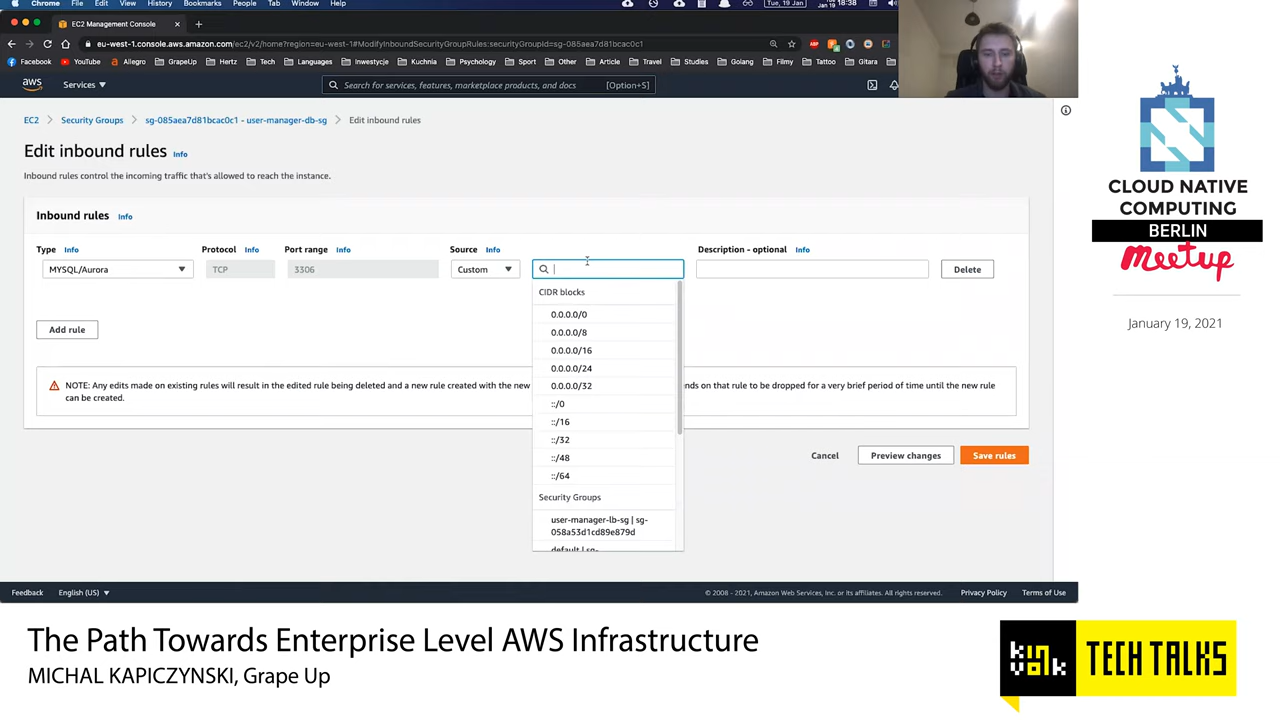 Chrome File Edit View History Bookmarks People Tab Window Help
Tue, 19 Jan 18:38
EC2 Management Console
eu-west-1.console.aws.amazon.com/ec2/v2/home?region=eu-west-1#ModifyInboundSecurityGroupRules:securityGroupId=sg-085aea7d81bcac0c1
Facebook YouTube Allegro GrapeUp Hertz Tech Languages Inwestycje Kuchnia Psychology Sport Other Article Travel Studies Golang Filmy Tattoo Gitara
aws Services Search for services, features, marketplace products, and docs [Option+S]
EC2 Security Groups sg-085aea7d81bcac0c1 - user-manager-db-sg Edit inbound rules
Edit inbound rules Info
Inbound rules control the incoming traffic that's allowed to reach the instance.
Inbound rules Info
Type Info Protocol Info Port range Info Source Info Description - optional Info
MYSQL/Aurora TCP 3306 Custom Delete
CIDR blocks
0.0.0.0/0
0.0.0.0/8
0.0.0.0/16
0.0.0.0/24
0.0.0.0/32
::/0
::/16
::/32
::/48
::/64
Security Groups
user-manager-lb-sg | sg-
058a53d1cd89e879d
default | sg-
Add rule
NOTE: Any edits made on existing rules will result in the edited rule being deleted and a new rule created with the new
nds on that rule to be dropped for a very brief period of time until the new rule
can be created.
Cancel Preview changes Save rules
Feedback English (US) © 2008 - 2021, Amazon Web Services, Inc. or its affiliates. All rights reserved. Privacy Policy Terms of Use
CLOUD NATIVE
COMPUTING
BERLIN
Meetup
January 19, 2021
The Path Towards Enterprise Level AWS Infrastructure
MICHAL KAPICZYNSKI, Grape Up
kinvolk TECH TALKS